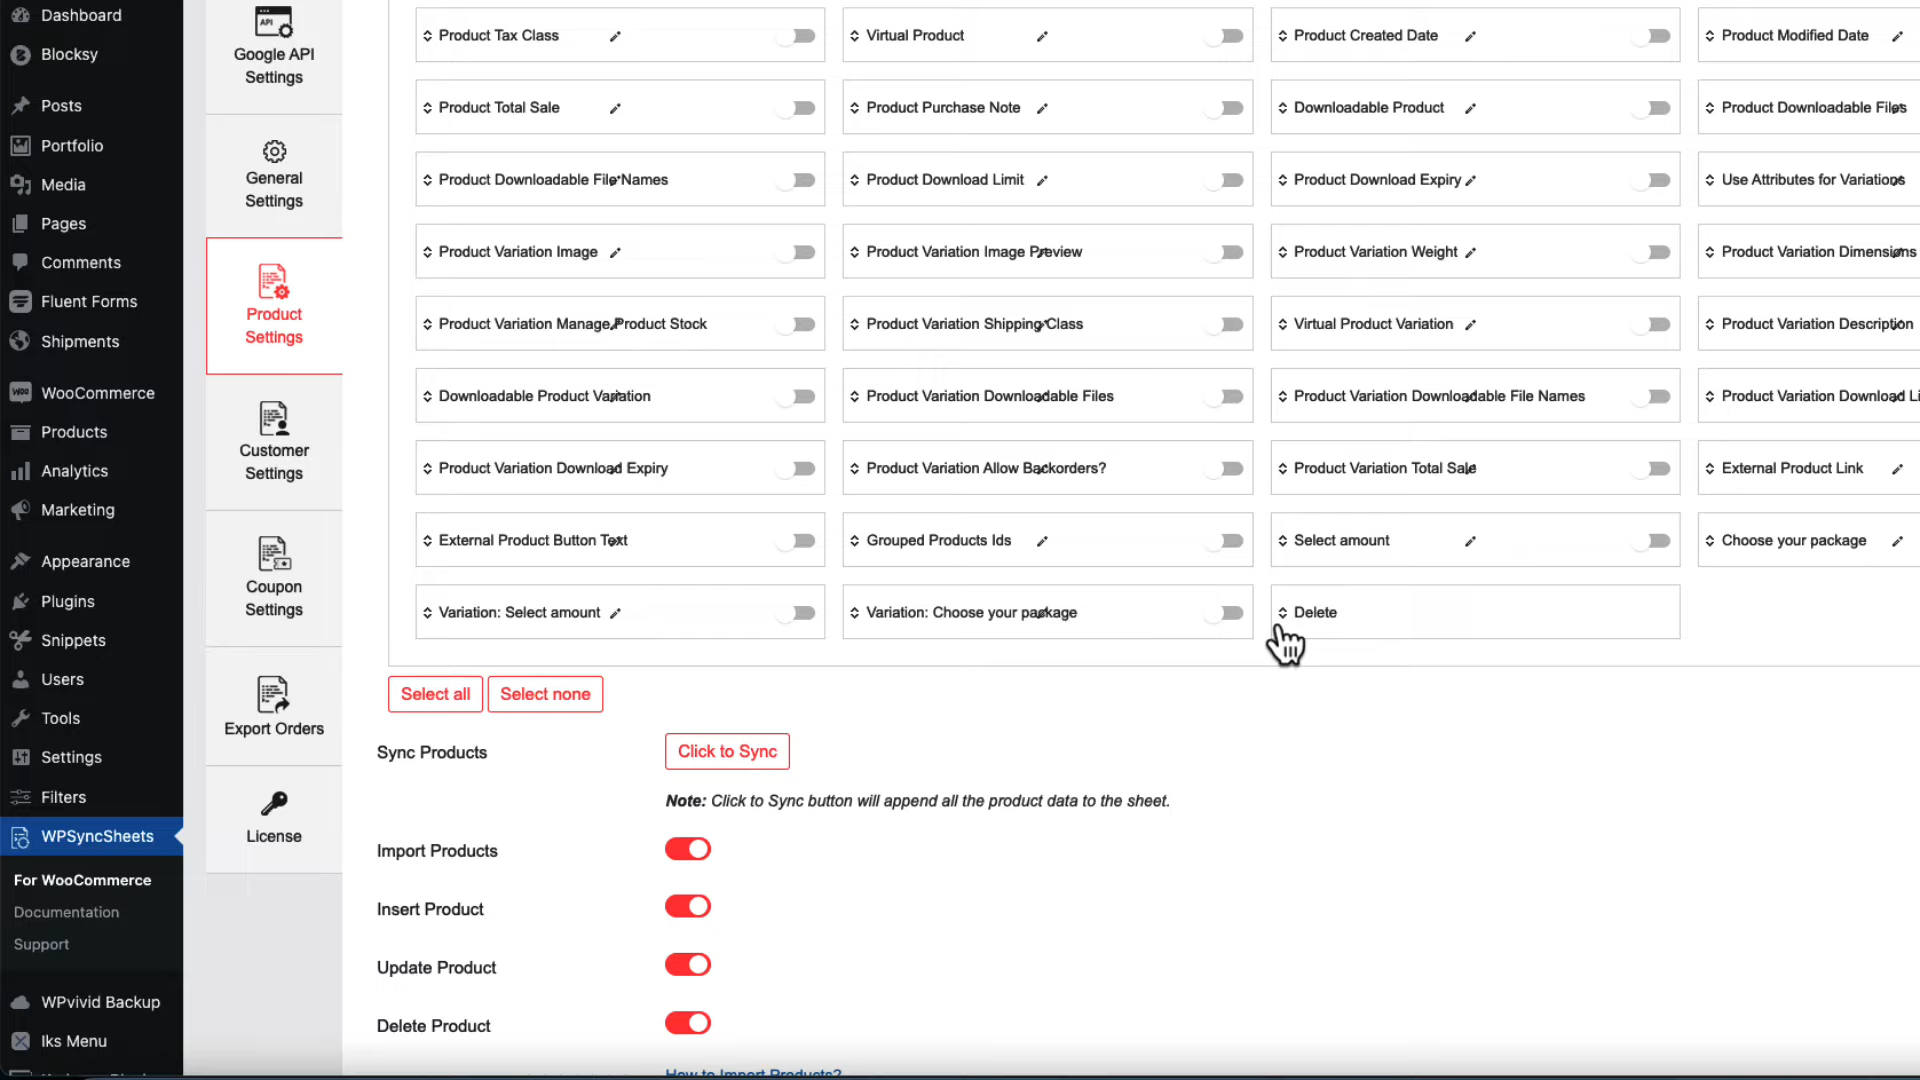 Dashboard
Blocksy
Posts
Portfolio
Media
Pages
Comments
Fluent Forms
Shipments
WooCommerce
Products
Analytics
Marketing
Appearance
Plugins
Snippets
Users
Tools
Settings
Filters
WPSyncSheets
For WooCommerce
Documentation
Support
WPvivid Backup
Iks Menu
API
Google API
Settings
General
Settings
Product
Settings
Customer
Settings
Coupon
Settings
Export Orders
License
Product Tax Class
Virtual Product
Product Created Date
Product Modified Date
Product Total Sale
Product Purchase Note
Downloadable Product
Product Downloadable Files
Product Downloadable File Names
Product Download Limit
Product Download Expiry
Use Attributes for Variations
Product Variation Image
Product Variation Image Preview
Product Variation Weight
Product Variation Dimensions
Product Variation Manage Product Stock
Product Variation Shipping Class
Virtual Product Variation
Product Variation Description
Downloadable Product Variation
Product Variation Downloadable Files
Product Variation Downloadable File Names
Product Variation Download Li
Product Variation Download Expiry
Product Variation Allow Backorders?
Product Variation Total Sale
External Product Link
External Product Button Text
Grouped Products Ids
Select amount
Choose your package
Variation: Select amount
Variation: Choose your package
Delete
Select all
Select none
Sync Products
Click to Sync
Note: Click to Sync button will append all the product data to the sheet.
Import Products
Insert Product
Update Product
Delete Product
How to Import Products?